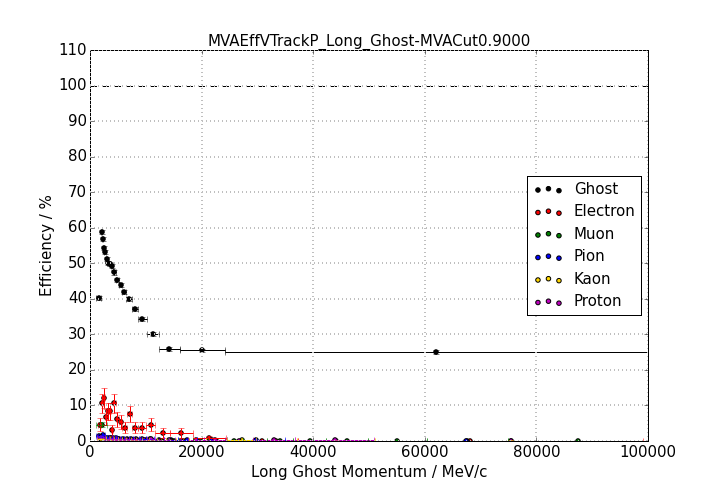 MVAEffVTrackP_Long_Ghost-MVACut0.9000
110
100
90
80
70
60
50
40
30
20
10
0
Efficiency / %
Ghost
Electron
Muon
Pion
Kaon
Proton
0 20000 40000 60000 80000 100000
Long Ghost Momentum / MeV/c